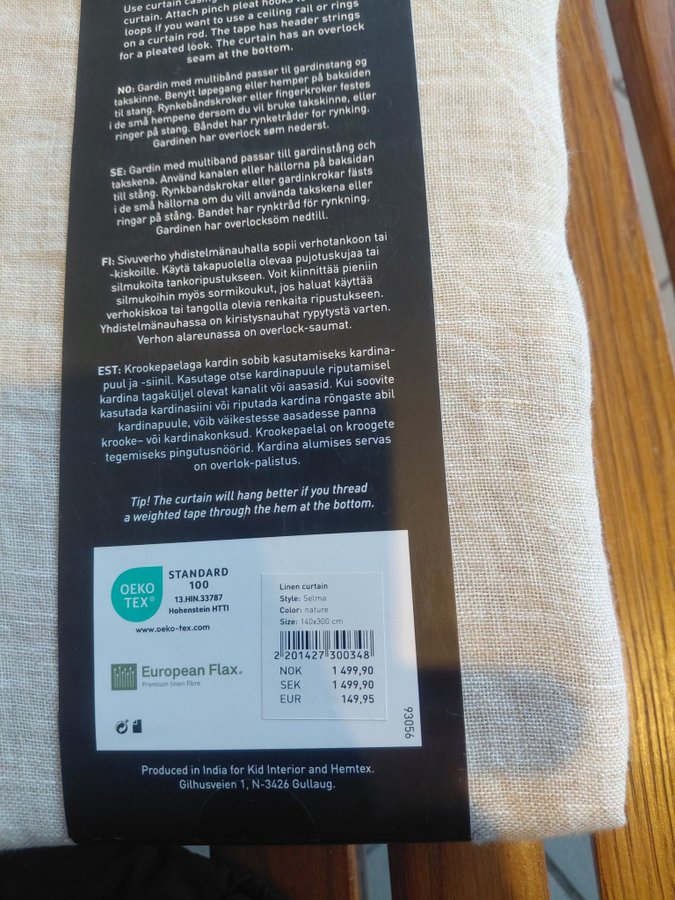 Use curtain casing
curtain. Attach pinch pleat hooks to
loops if you want to use a ceiling rail or rings
on a curtain rod. The tape has header strings
for a pleated look. The curtain has an overlock
seam at the bottom.
NO: Gardin med multibånd passer til gardinstang og
takskinne. Benytt løpegang eller hemper på baksiden
til stang. Rynkebåndskroker eller fingerkroker festes
i de små hempene dersom du vil bruke takskinne, eller
ringer på stang. Båndet har rynketråder for rynking.
Gardinen har overlock søm nederst.
SE: Gardin med multiband passar till gardinstång och
takskena. Använd kanalen eller hällorna på baksidan
till stång. Rynkbandskrokar eller gardinkrokar fästs
i de små hällorna om du vill använda takskena eller
ringar på stång. Bandet har rynktråd för rynkning.
Gardinen har overlocksöm nedtill.
FI: Sivuverho yhdistelmänauhalla sopii verhotankoon tai
-kiskoille. Käytä takapuolella olevaa pujotuskujaa tai
silmukoita tankoripustukseen. Voit kiinnittää pieniin
silmukoihin myös sormikoukut, jos haluat käyttää
verhokiskoa tai tangolla olevia renkaita ripustukseen.
Yhdistelmänauhassa on kiristysnauhat rypytystä varten.
Verhon alareunassa on overlock-saumat.
EST: Krookepaelaga kardin sobib kasutamiseks kardina-
puul ja -siinil. Kasutage otse kardinapuule riputamisel
kardina tagaküljel olevat kanalit või aasasid. Kui soovite
kasutada kardinasiini või riputada kardina rõngaste abil
kardinapuule, võib väikestesse aasadesse panna
krooke– või kardinakonksud. Krookepaelal on kroogete
tegemiseks pingutusnöörid. Kardina alumises servas
on overlok-palistus.
Tip! The curtain will hang better if you thread
a weighted tape through the hem at the bottom.
OEKO
TEX®
STANDARD
100
13.HIN.33787
Hohenstein HTTI
www.oeko-tex.com
European Flax®
Premium linen fibre
Linen curtain
Style: Selma
Color: nature
Size: 140x300 cm
2 201427 300348
NOK 1 499,90
SEK 1 499,90
EUR 149,95
93056
Produced in India for Kid Interior and Hemtex.
Gilhusveien 1, N-3426 Gullaug.